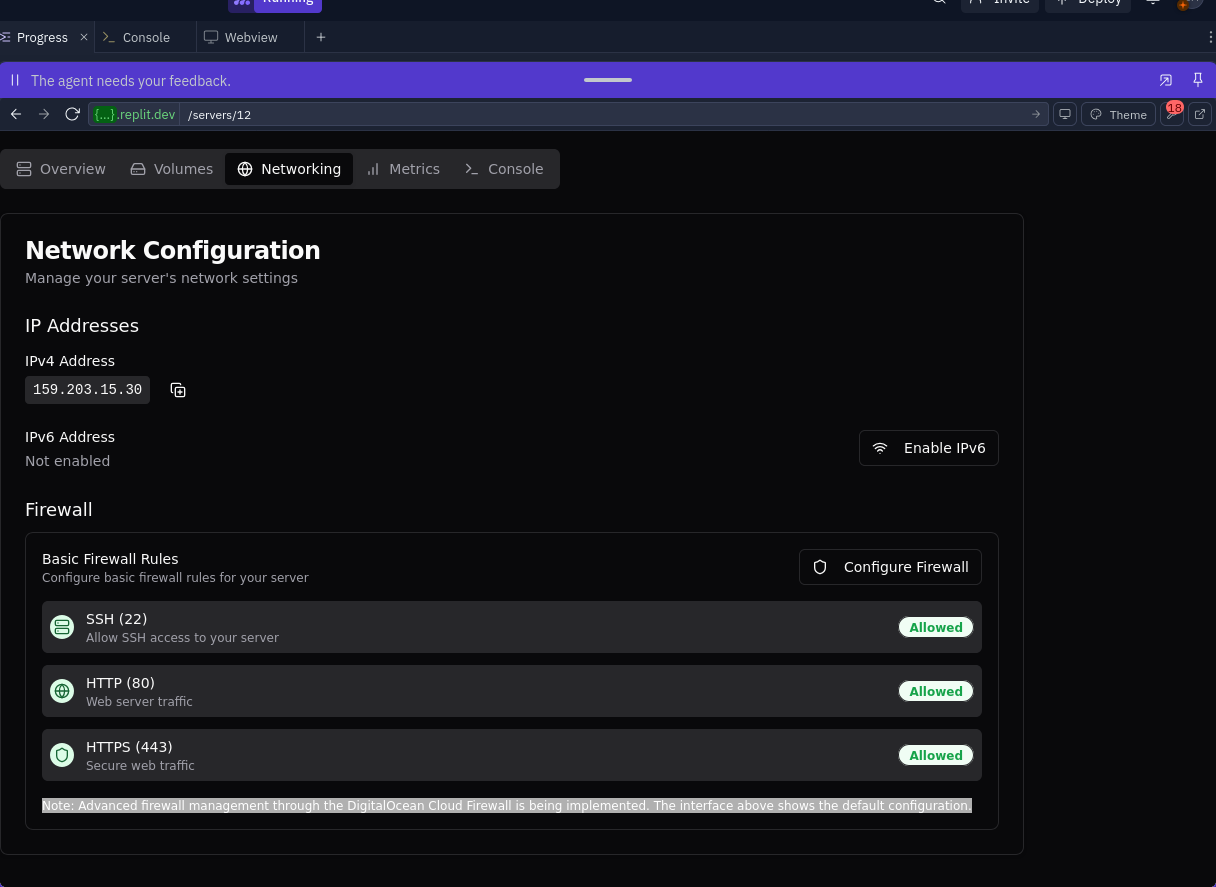 Running
Invite
Deploy
Progress
Console
Webview
The agent needs your feedback.
{...}.replit.dev /servers/12
Theme
18
Overview
Volumes
Networking
Metrics
Console
Network Configuration
Manage your server's network settings
IP Addresses
IPv4 Address
159.203.15.30
IPv6 Address
Not enabled
Enable IPv6
Firewall
Basic Firewall Rules
Configure basic firewall rules for your server
Configure Firewall
SSH (22)
Allow SSH access to your server
Allowed
HTTP (80)
Web server traffic
Allowed
HTTPS (443)
Secure web traffic
Allowed
Note: Advanced firewall management through the DigitalOcean Cloud Firewall is being implemented. The interface above shows the default configuration.